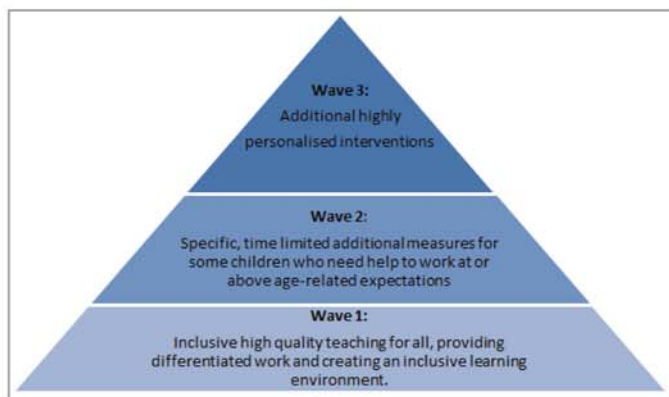 Wave 3:
Additional highly
personalised interventions
Wave 2:
Specific, time limited additional measures for
some children who need help to work at or
above age-related expectations
Wave 1:
Inclusive high quality teaching for all, providing
differentiated work and creating an inclusive learning
environment.